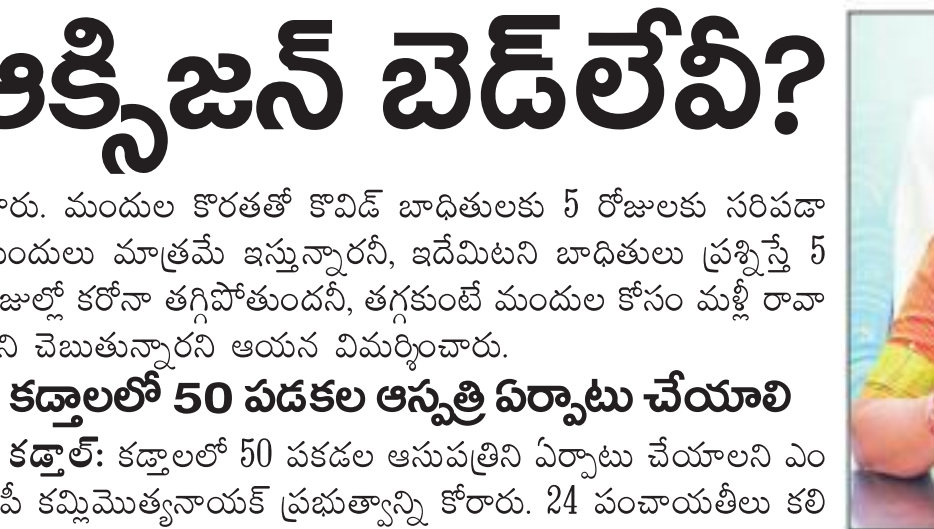 ఆక్సిజన్ బెడ్‌లేవీ?
రు. మందుల కొరతతో కొవిడ్ బాధితులకు 5 రోజులకు సరిపడా
మందులు మాత్రమే ఇస్తున్నారనీ, ఇదేమిటని బాధితులు ప్రశ్నిస్తే 5
జుల్లో కరోనా తగ్గిపోతుందనీ, తగ్గకుంటే మందుల కోసం మళ్లీ రావా
ని చెబుతున్నారని ఆయన విమర్శించారు.
కడ్తాలలో 50 పడకల ఆస్పత్రి ఏర్పాటు చేయాలి
కడ్తాల్: కడ్తాలలో 50 పకడల ఆసుపత్రిని ఏర్పాటు చేయాలని ఎం
పీ కమ్లిమొత్యనాయక్ ప్రభుత్వాన్ని కోరారు. 24 పంచాయతీలు కలి